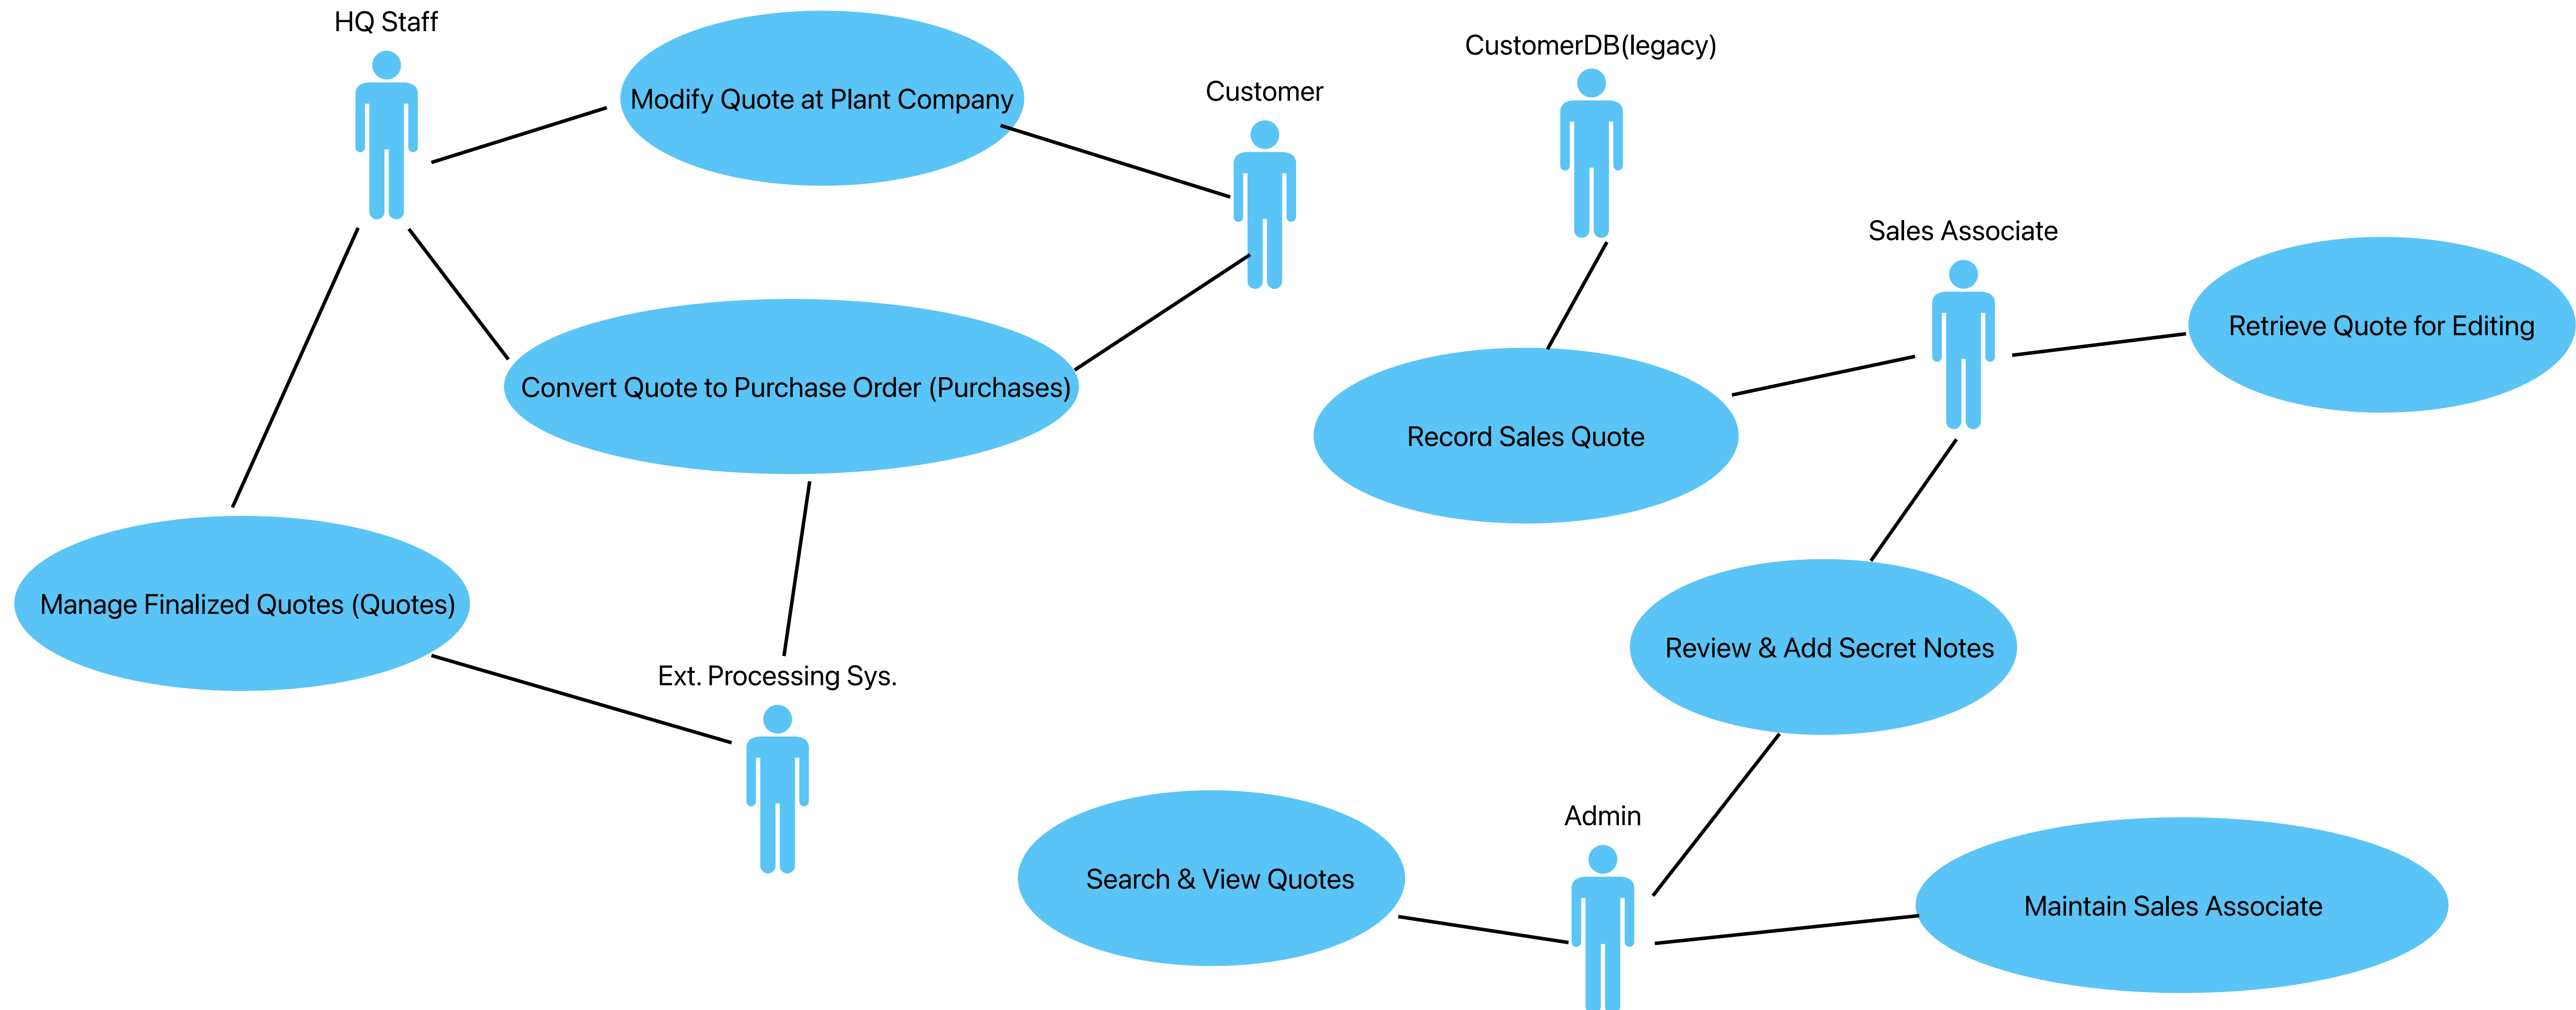 HQ Staff
Modify Quote at Plant Company
Customer
CustomerDB(legacy)
Sales Associate
Retrieve Quote for Editing
Convert Quote to Purchase Order (Purchases)
Record Sales Quote
Manage Finalized Quotes (Quotes)
Ext. Processing Sys.
Review & Add Secret Notes
Admin
Search & View Quotes
Maintain Sales Associate